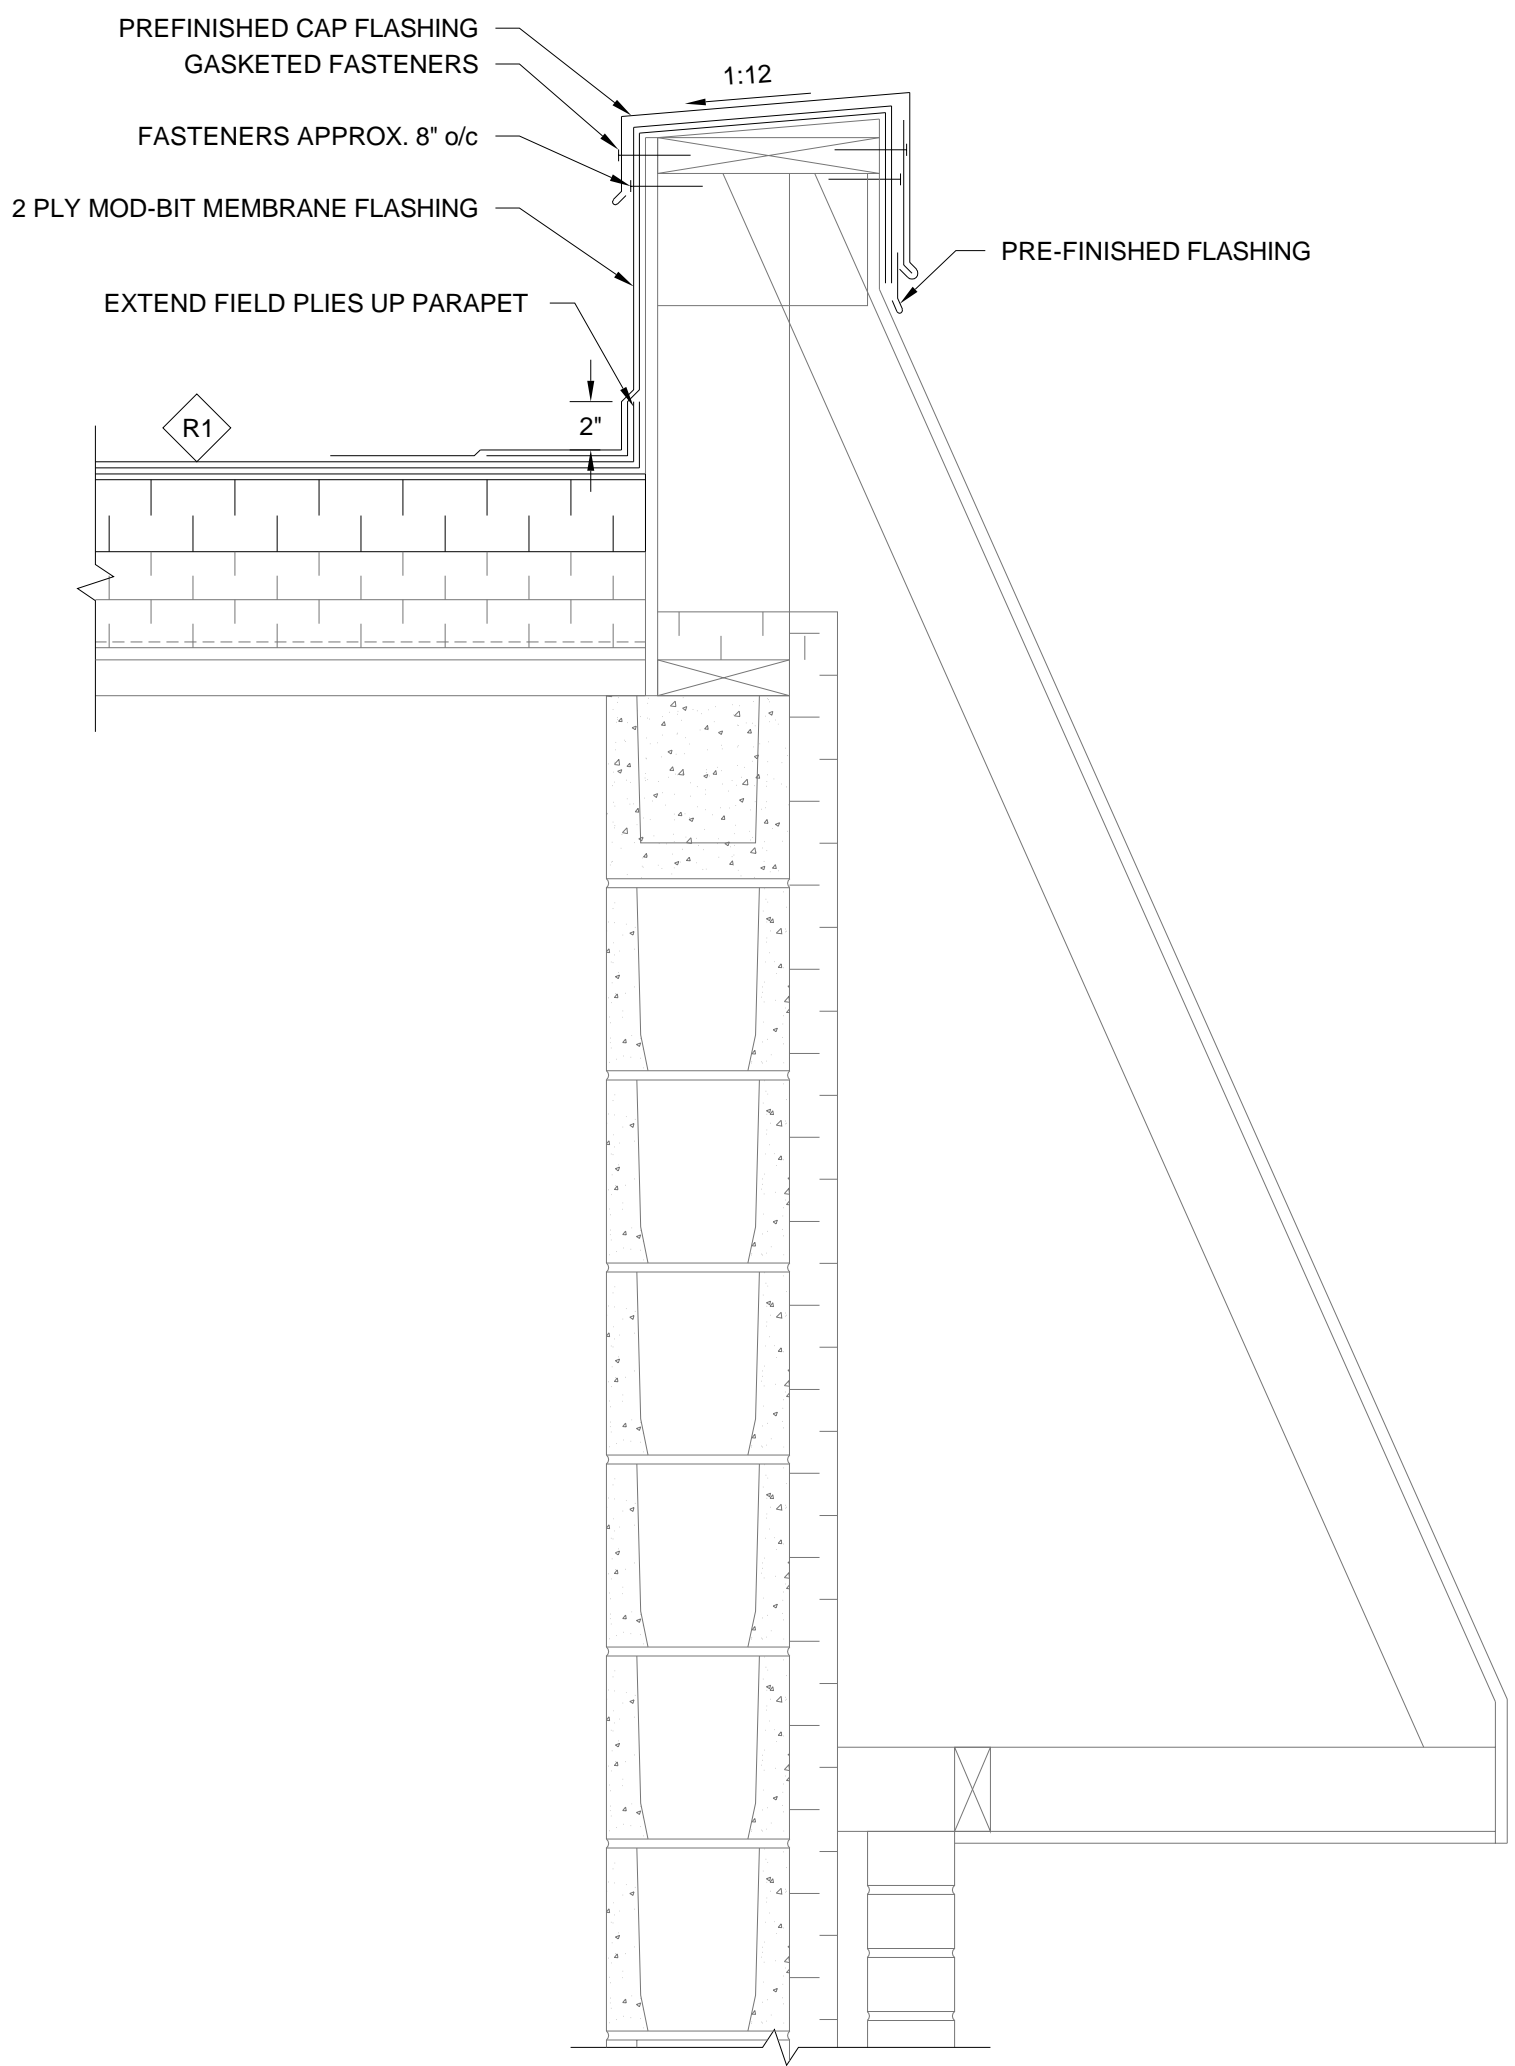 PREFINISHED CAP FLASHING
GASKETED FASTENERS
1:12
FASTENERS APPROX. 8" o/c
2 PLY MOD-BIT MEMBRANE FLASHING
PRE-FINISHED FLASHING
EXTEND FIELD PLIES UP PARAPET
R1
2"